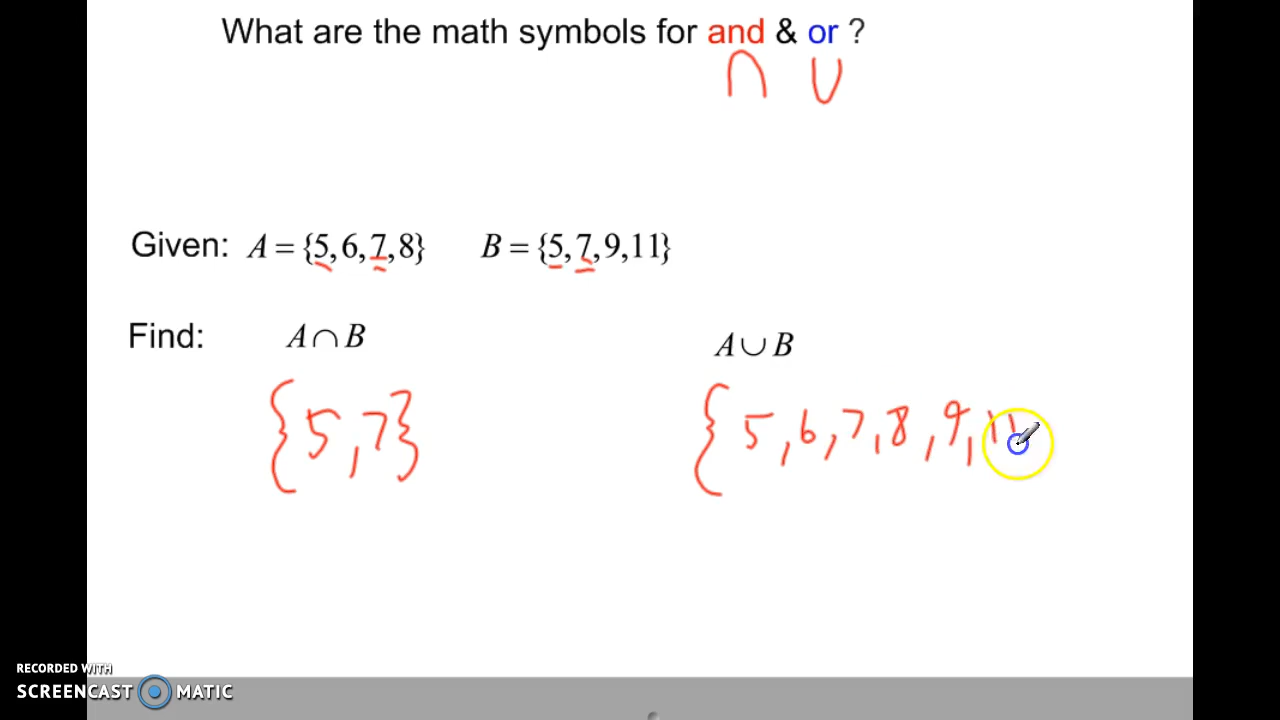 What are the math symbols for and & or ?
∩ ∪
Given: A = {5,6,7,8} B = {5,7,9,11}
Find: A ∩ B A ∪ B
{5,7} {5,6,7,8,9,11
RECORDED WITH
SCREENCAST MATIC